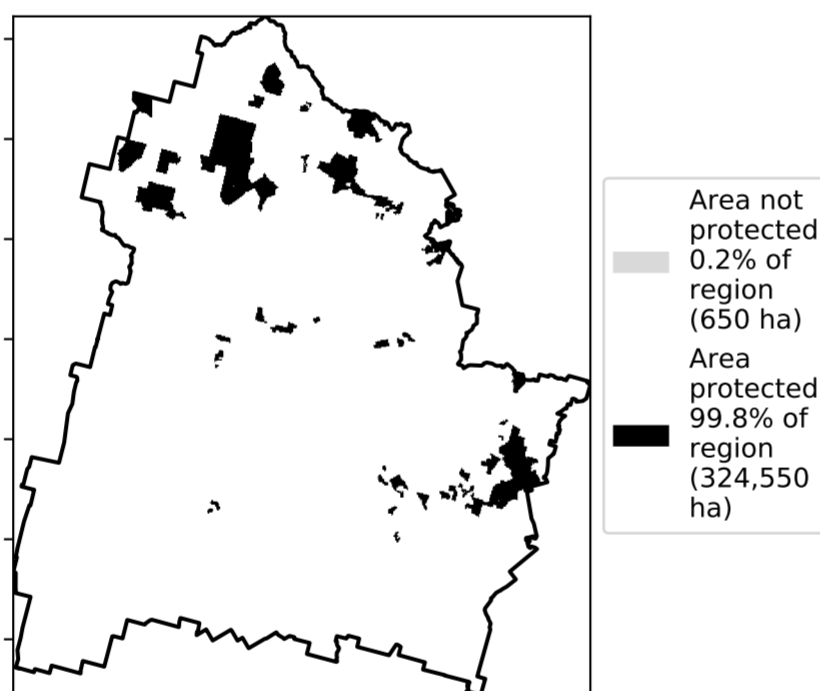 Area not
protected
0.2% of
region
(650 ha)
Area
protected
99.8% of
region
(324,550
ha)